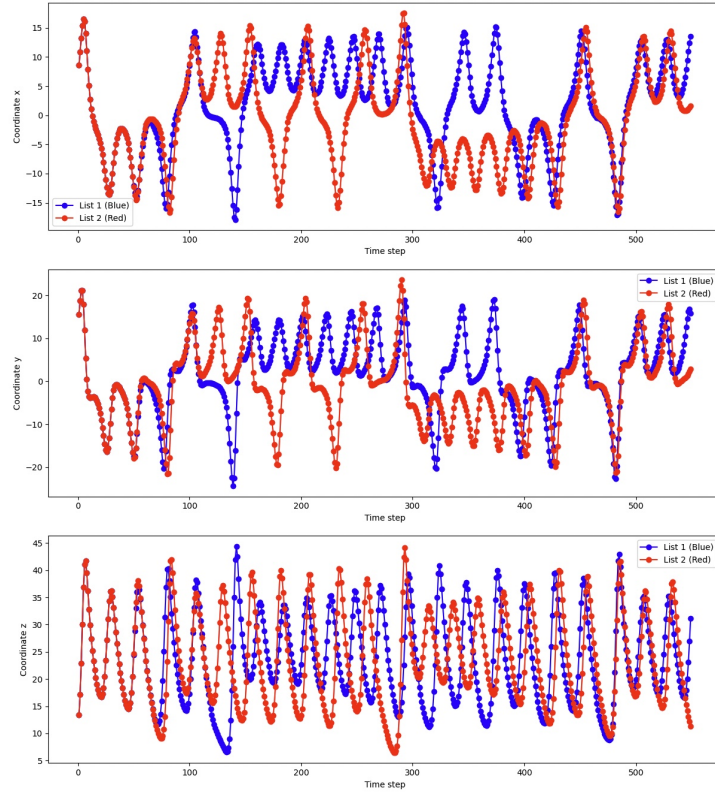 Coordinate x
15
10
5
0
−5
−10
−15
List 1 (Blue)
List 2 (Red)
0 100 200 300 400 500
Time step
Coordinate y
20
10
0
−10
−20
List 1 (Blue)
List 2 (Red)
0 100 200 300 400 500
Time step
Coordinate z
45
40
35
30
25
20
15
10
5
List 1 (Blue)
List 2 (Red)
0 100 200 300 400 500
Time step